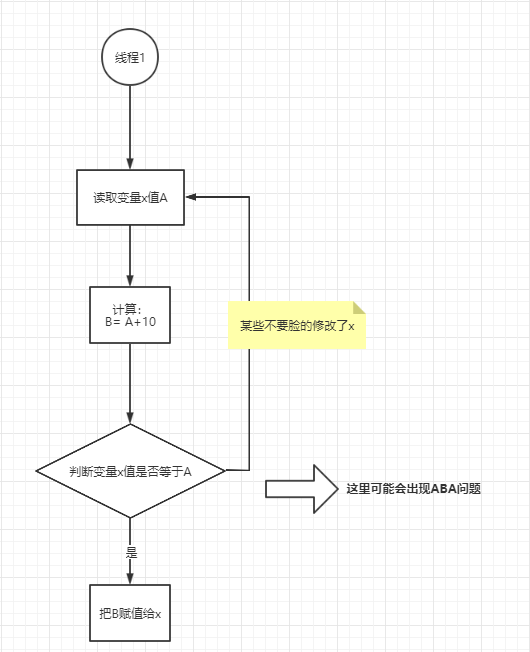 线程1
读取变量x值A
计算：
B= A+10
某些不要脸的修改了x
判断变量x值是否等于A
这里可能会出现ABA问题
是
把B赋值给x